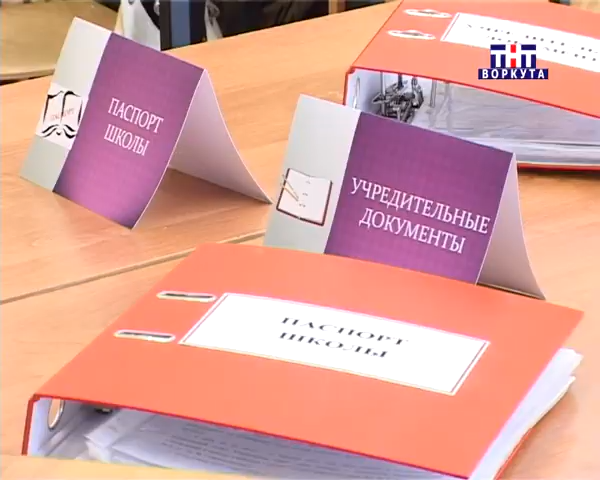 ТНТ
ВОРКУТА
ПАСПОРТ
ШКОЛЫ
УЧРЕДИТЕЛЬНЫЕ
ДОКУМЕНТЫ
ПАСПОРТ
ШКОЛЫ